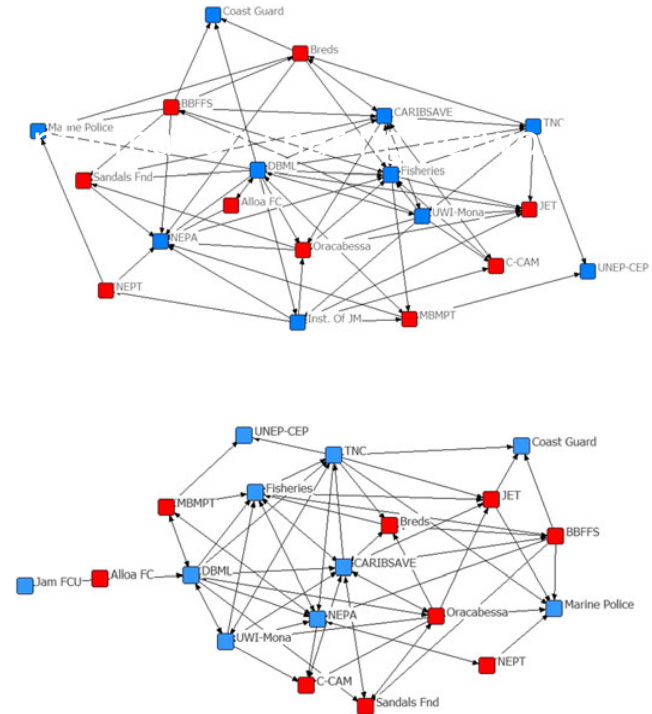 Coast Guard
Breds
BBFFS
CARIBSAVE
TNC
Marine Police
DBML
Fisheries
Sandals Fnd
Alloa FC
UWI-Mona
JET
NEPA
Oracabessa
C-CAM
UNEP-CEP
NEPT
Inst. Of JM
MBMPT
UNEP-CEP
TNC
Coast Guard
Fisheries
MBMPT
JET
Breds
BBFFS
Jam FCU
Alloa FC
DBML
CARIBSAVE
NEPA
Oracabessa
Marine Police
UWI-Mona
NEPT
C-CAM
Sandals Fnd